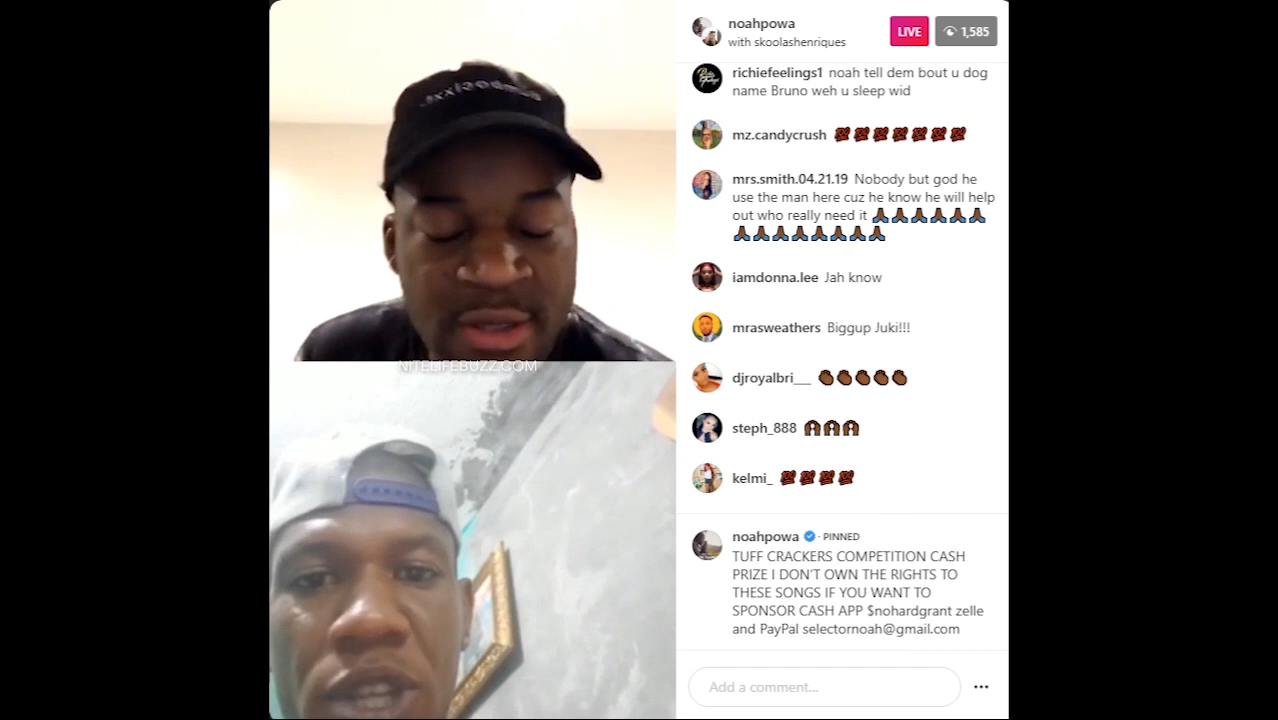 noahpowa
with skoolashenriques
LIVE
1,585
richiefeelings1 noah tell dem bout u dog
name Bruno weh u sleep wid
mz.candycrush 💯💯💯💯💯💯💯
mrs.smith.04.21.19 Nobody but god he
use the man here cuz he know he will help
out who really need it 🙏🏾🙏🏾🙏🏾🙏🏾🙏🏾🙏🏾
🙏🏾🙏🏾🙏🏾🙏🏾🙏🏾🙏🏾🙏🏾🙏🏾
iamdonna.lee Jah know
mrasweathers Biggup Juki!!!
djroyalbri___ 👏🏾👏🏾👏🏾👏🏾👏🏾
steph_888 🙌🏾🙌🏾🙌🏾
kelmi_ 💯💯💯💯
noahpowa · PINNED
TUFF CRACKERS COMPETITION CASH
PRIZE I DON'T OWN THE RIGHTS TO
THESE SONGS IF YOU WANT TO
SPONSOR CASH APP $nohardgrant zelle
and PayPal selectornoah@gmail.com
Add a comment...
NITELIFEBUZZ.COM